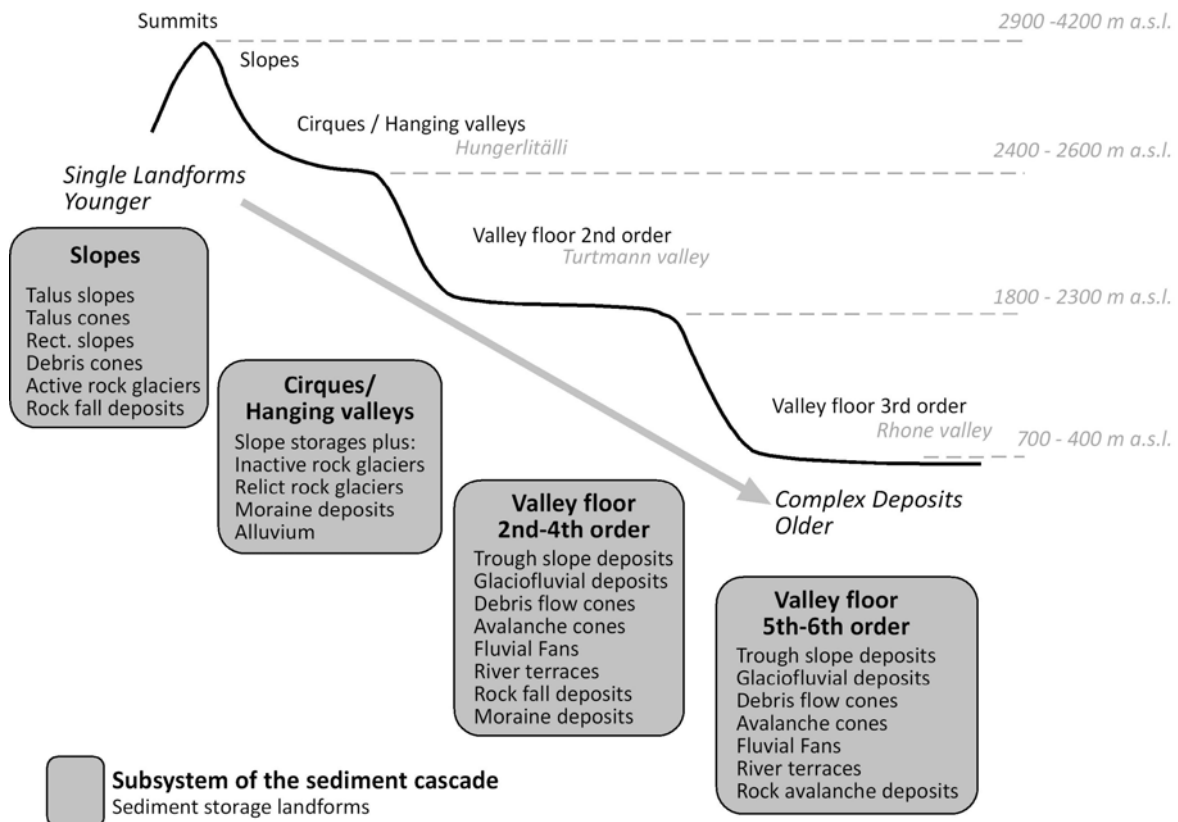 Summits
2900 -4200 m a.s.l.
Slopes
Cirques / Hanging valleys
Hungerlitälli
2400 - 2600 m a.s.l.
Single Landforms
Younger
Valley floor 2nd order
Turtmann valley
1800 - 2300 m a.s.l.
Valley floor 3rd order
Rhone valley
700 - 400 m a.s.l.
Complex Deposits
Older
Slopes
Talus slopes
Talus cones
Rect. slopes
Debris cones
Active rock glaciers
Rock fall deposits
Cirques/
Hanging valleys
Slope storages plus:
Inactive rock glaciers
Relict rock glaciers
Moraine deposits
Alluvium
Valley floor
2nd-4th order
Trough slope deposits
Glaciofluvial deposits
Debris flow cones
Avalanche cones
Fluvial Fans
River terraces
Rock fall deposits
Moraine deposits
Valley floor
5th-6th order
Trough slope deposits
Glaciofluvial deposits
Debris flow cones
Avalanche cones
Fluvial Fans
River terraces
Rock avalanche deposits
Subsystem of the sediment cascade
Sediment storage landforms